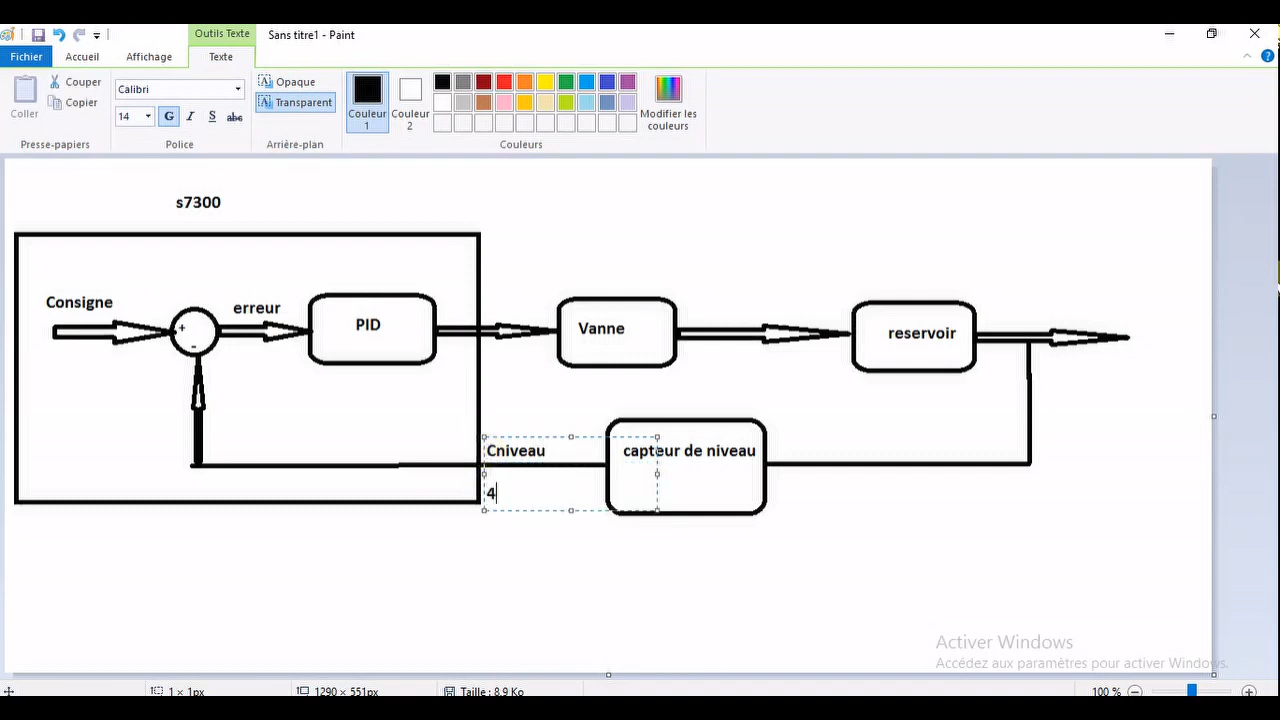 Outils Texte
Sans titre1 - Paint
Fichier
Accueil
Affichage
Texte
Coller
Couper
Copier
Presse-papiers
Calibri
14
G
I
S
abc
Police
Opaque
Transparent
Arrière-plan
Couleur
1
Couleur
2
Modifier les
couleurs
Couleurs
s7300
Consigne
+
-
erreur
PID
Vanne
reservoir
Cniveau
capteur de niveau
4
Activer Windows
Accédez aux paramètres pour activer Windows.
1 × 1px
1290 × 551px
Taille : 8,9 Ko
100 %